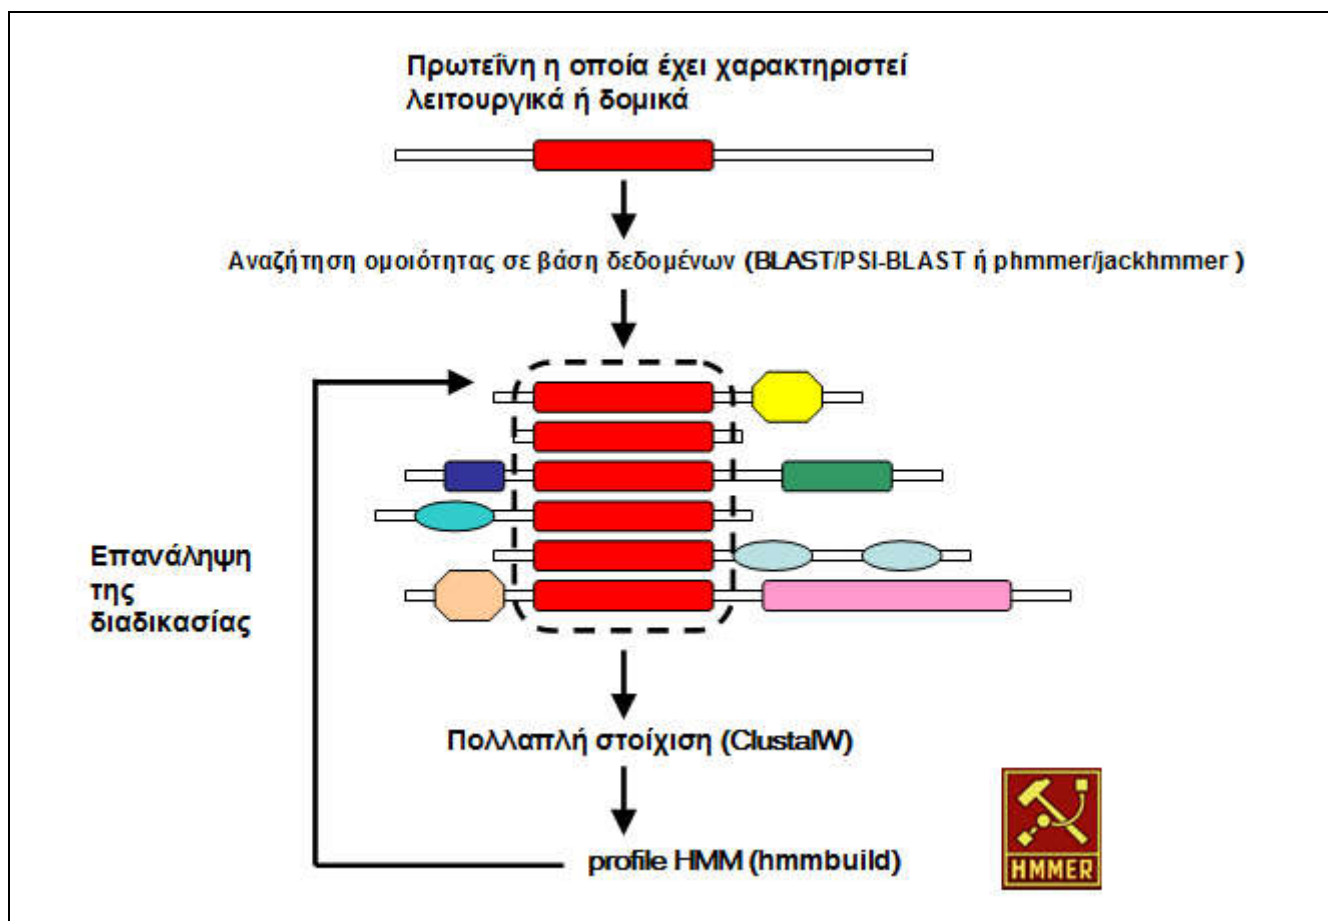 Πρωτεΐνη η οποία έχει χαρακτηριστεί
λειτουργικά ή δομικά
Αναζήτηση ομοιότητας σε βάση δεδομένων (BLAST/PSI-BLAST ή phmmer/jackhmmer )
Επανάληψη
της
διαδικασίας
Πολλαπλή στοίχιση (ClustalW)
profile HMM (hmmbuild)
HMMER